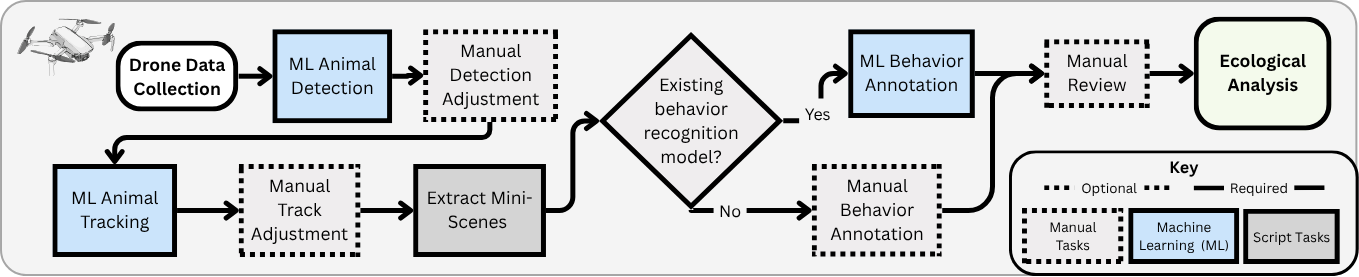 Drone Data
Collection
ML Animal
Detection
Manual
Detection
Adjustment
ML Animal
Tracking
Manual
Track
Adjustment
Extract Mini-
Scenes
Existing
behavior
recognition
model?
Yes
ML Behavior
Annotation
No
Manual
Behavior
Annotation
Manual
Review
Ecological
Analysis
Key
Optional
Required
Manual
Tasks
Machine
Learning (ML)
Script Tasks